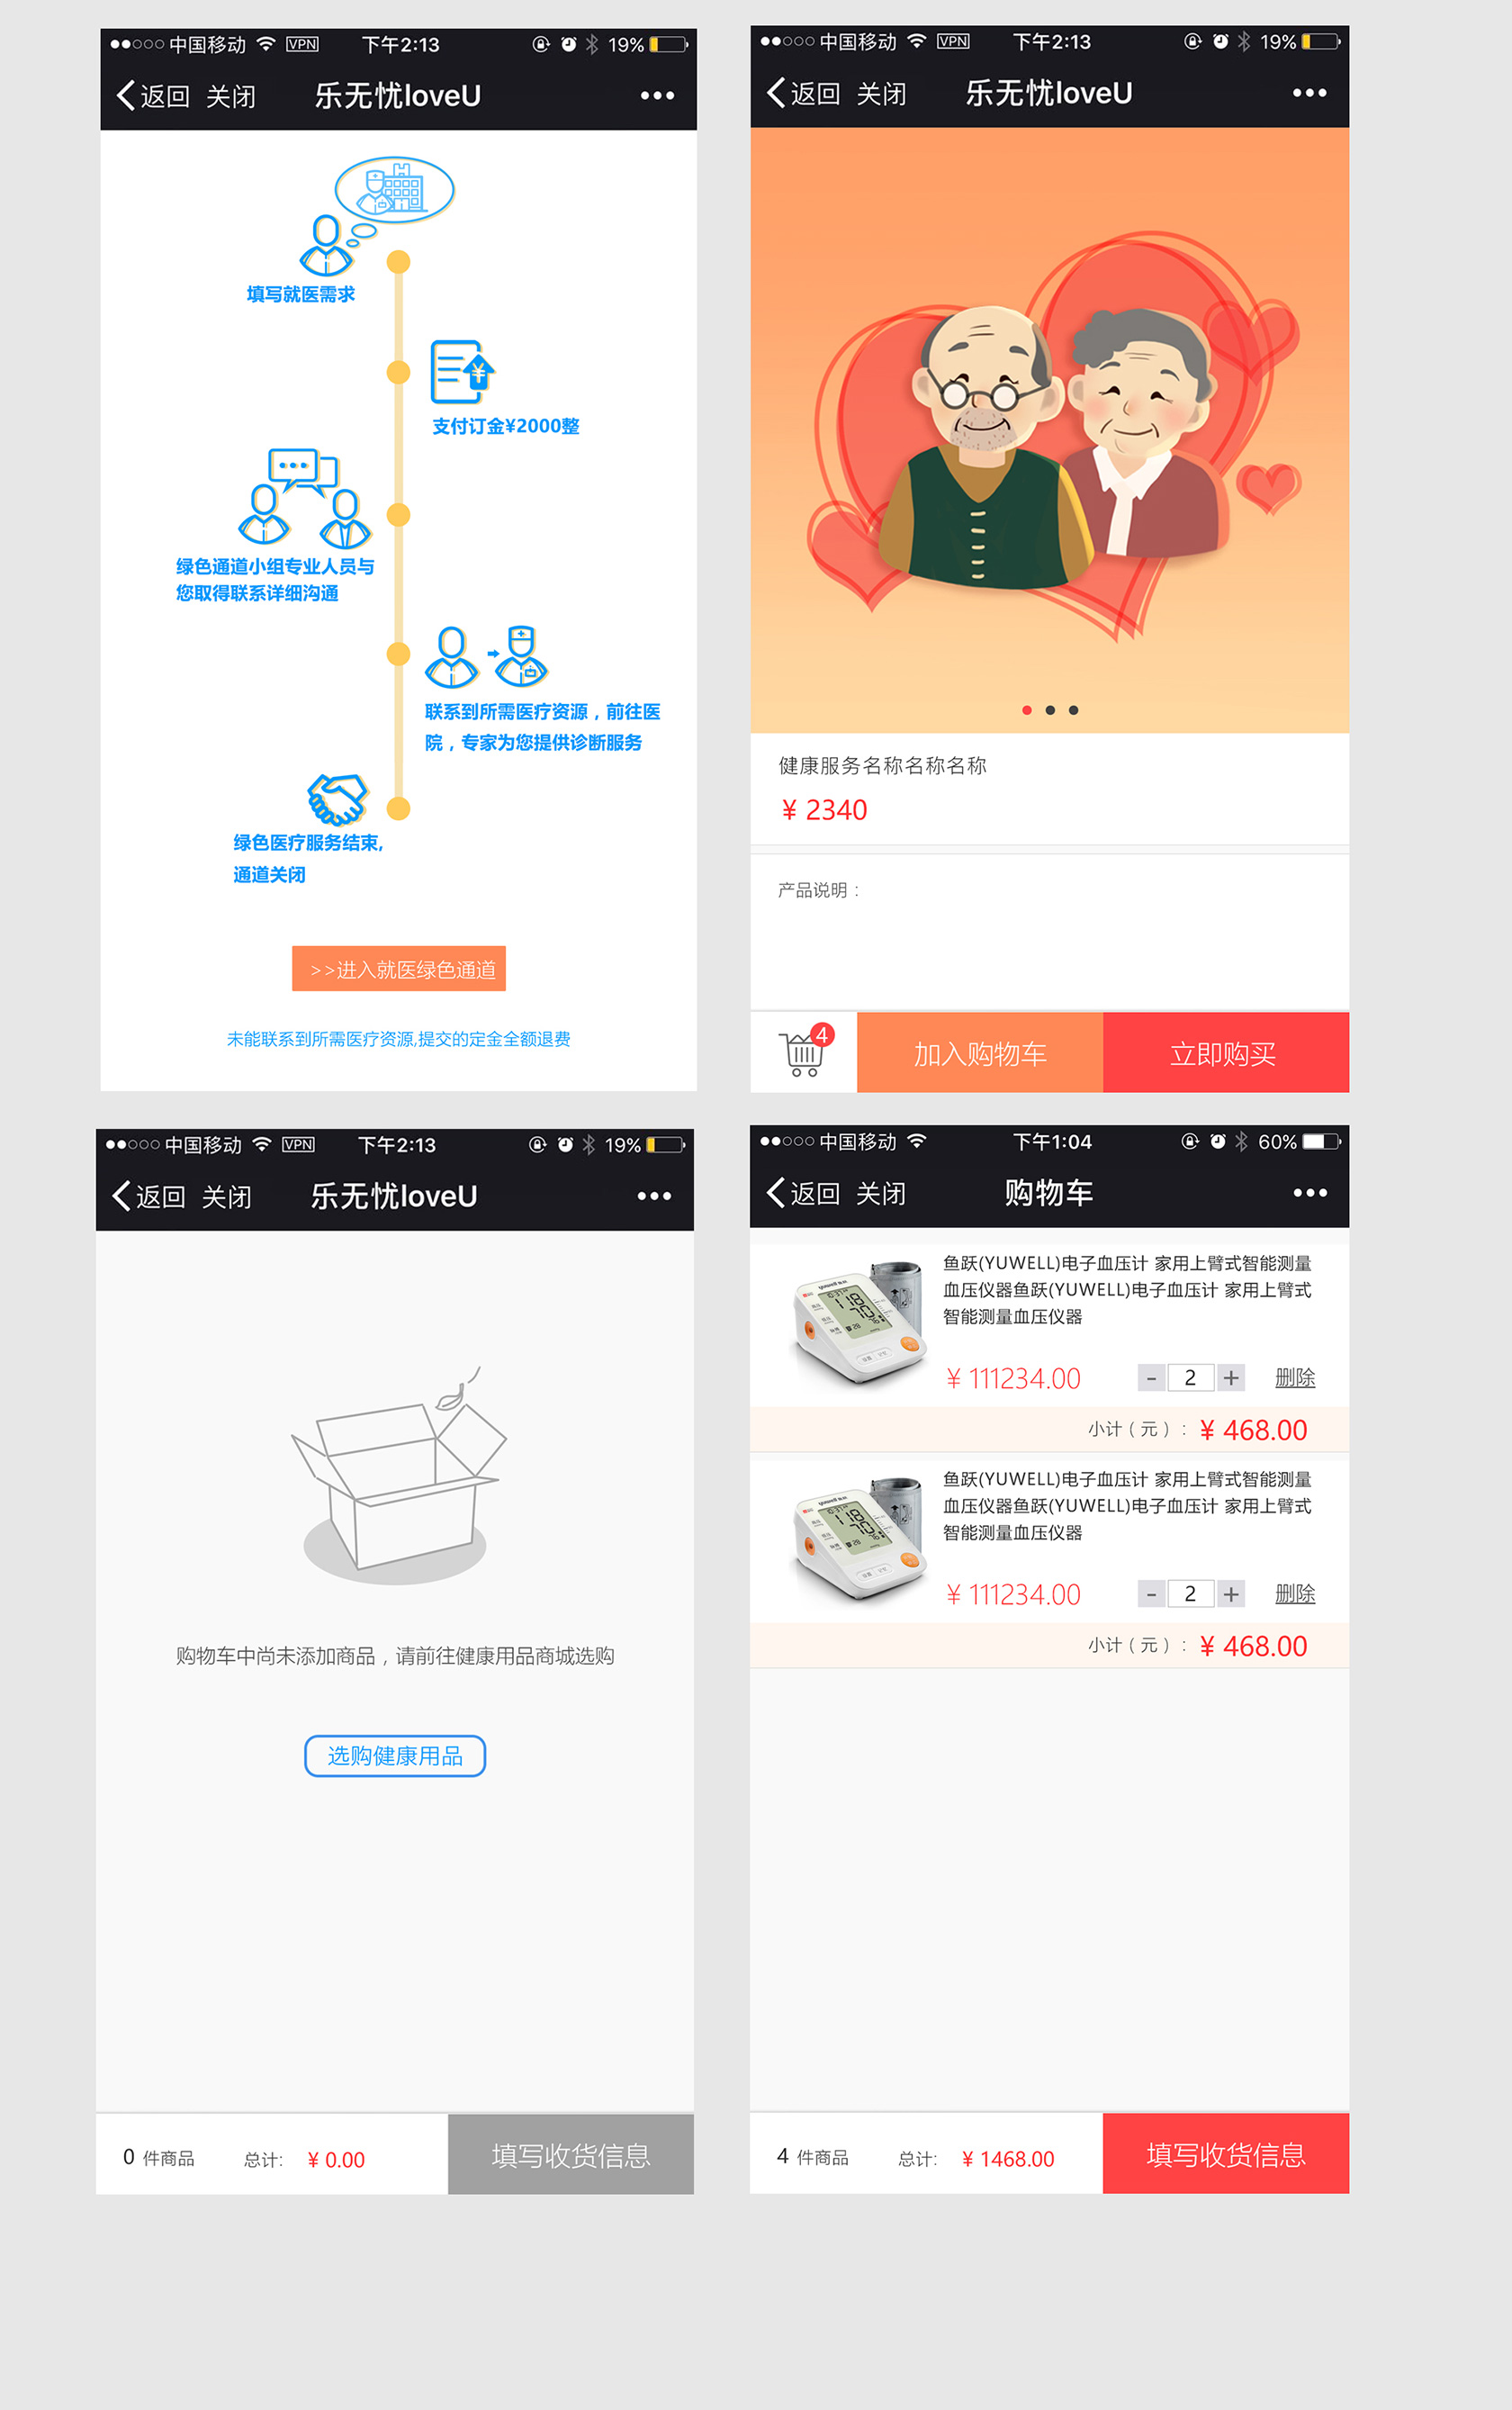 中国移动 VPN 下午2:13 19%
返回 关闭 乐无忧loveU
填写就医需求
¥
支付订金¥2000整
绿色通道小组专业人员与
您取得联系详细沟通
联系到所需医疗资源，前往医
院，专家为您提供诊断服务
绿色医疗服务结束,
通道关闭
>>进入就医绿色通道
未能联系到所需医疗资源,提交的定金全额退费
中国移动 VPN 下午2:13 19%
返回 关闭 乐无忧loveU
健康服务名称名称名称
¥ 2340
产品说明：
4
加入购物车 立即购买
中国移动 VPN 下午2:13 19%
返回 关闭 乐无忧loveU
购物车中尚未添加商品，请前往健康用品商城选购
选购健康用品
0 件商品 总计: ¥ 0.00 填写收货信息
中国移动 下午1:04 60%
返回 关闭 购物车
鱼跃(YUWELL)电子血压计 家用上臂式智能测量
血压仪器鱼跃(YUWELL)电子血压计 家用上臂式
智能测量血压仪器
¥ 111234.00 - 2 + 删除
小计（元）： ¥ 468.00
鱼跃(YUWELL)电子血压计 家用上臂式智能测量
血压仪器鱼跃(YUWELL)电子血压计 家用上臂式
智能测量血压仪器
¥ 111234.00 - 2 + 删除
小计（元）： ¥ 468.00
4 件商品 总计: ¥ 1468.00 填写收货信息